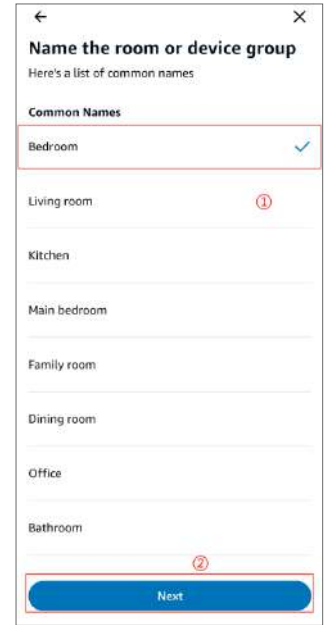 Name the room or device group
Here's a list of common names
Common Names
Bedroom
Living room
①
Kitchen
Main bedroom
Family room
Dining room
Office
Bathroom
②
Next